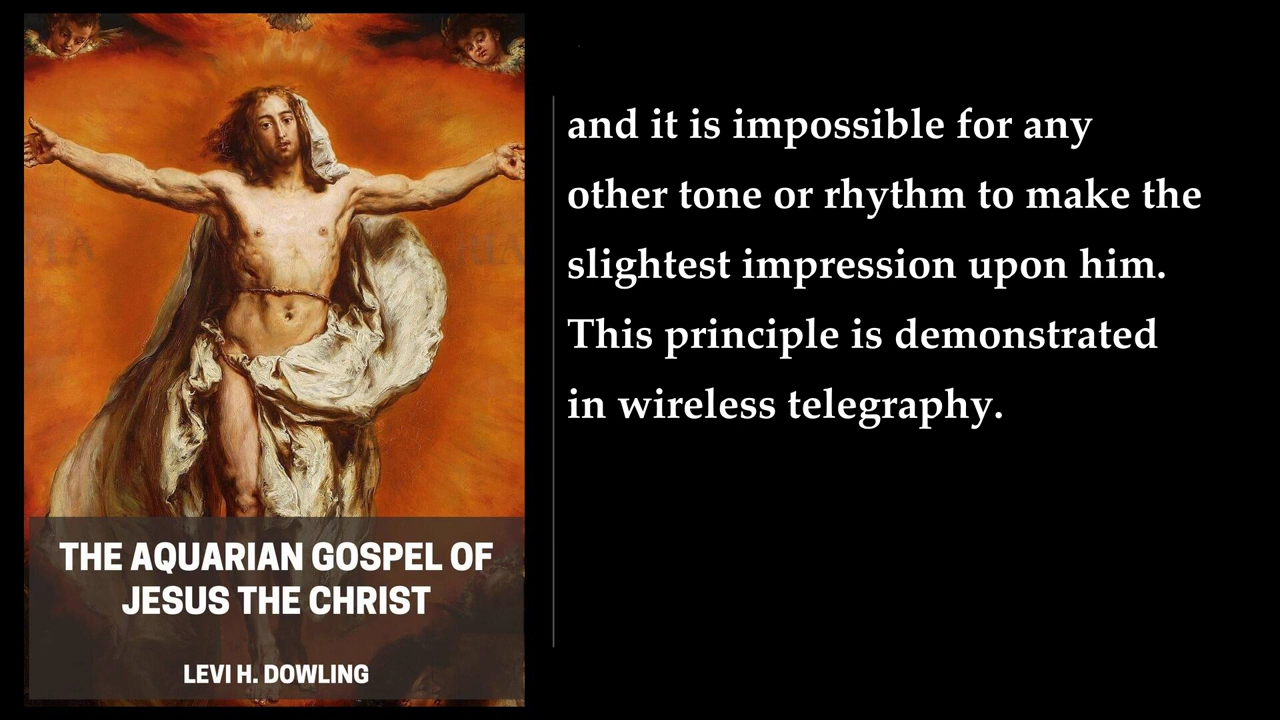 and it is impossible for any
other tone or rhythm to make the
slightest impression upon him.
This principle is demonstrated
in wireless telegraphy.
THE AQUARIAN GOSPEL OF
JESUS THE CHRIST
LEVI H. DOWLING